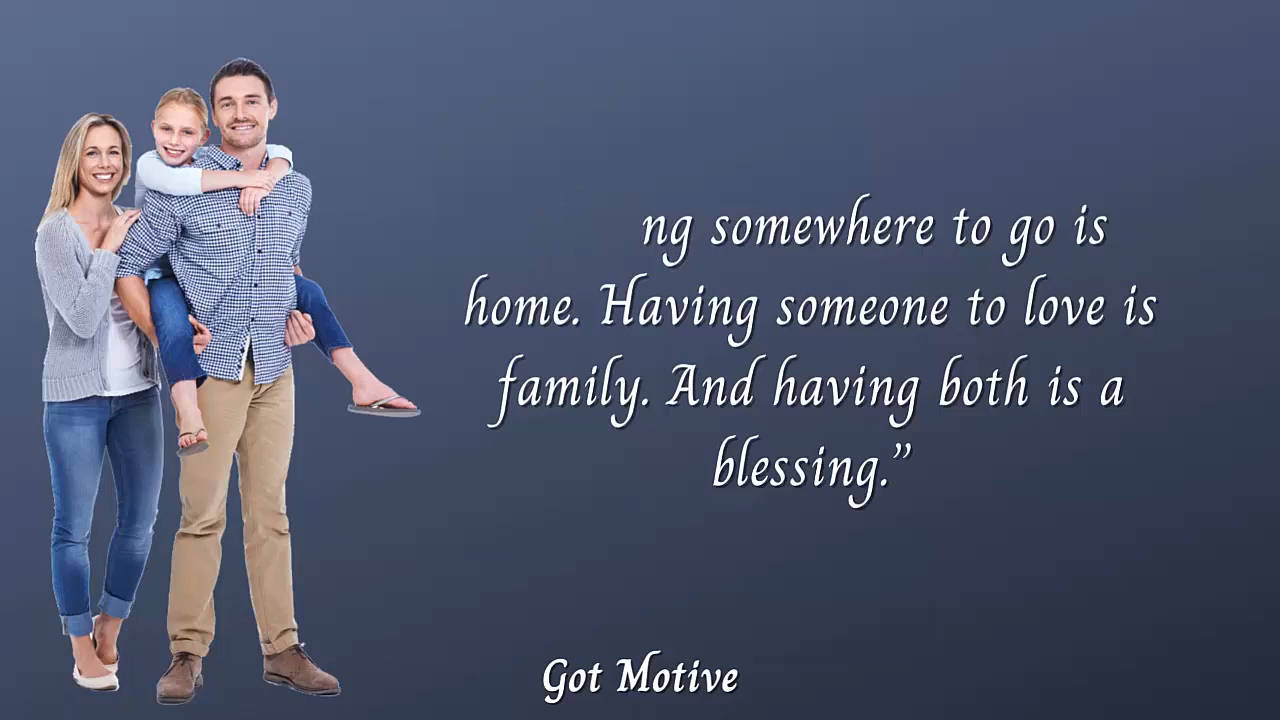 ng somewhere to go is
home. Having someone to love is
family. And having both is a
blessing.”
Got Motive